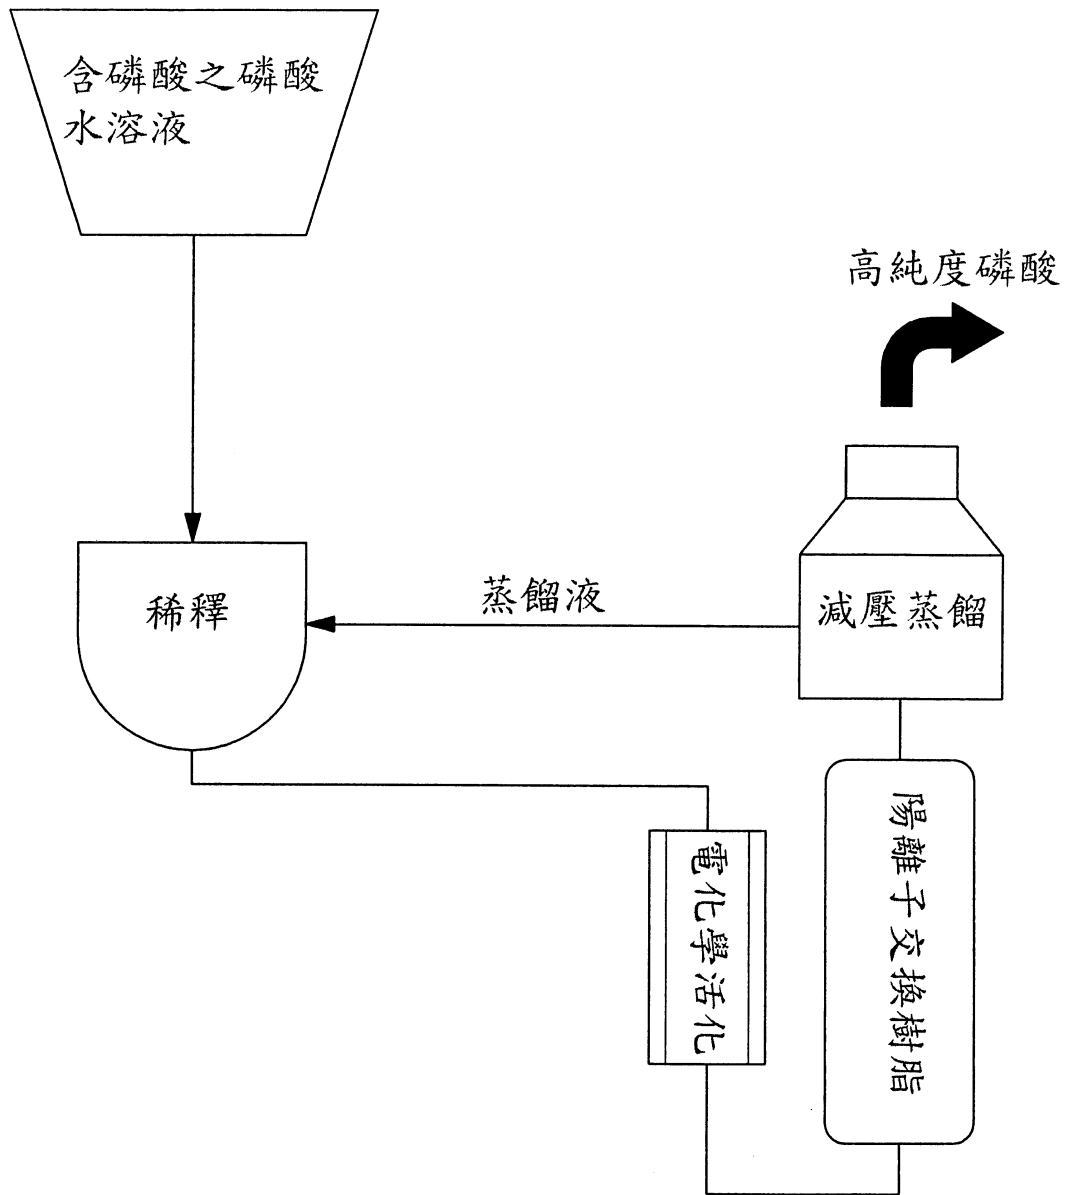 含磷酸之磷酸
水溶液
高純度磷酸
稀釋
蒸餾液
減壓蒸餾
電化學活化
陽離子交換樹脂